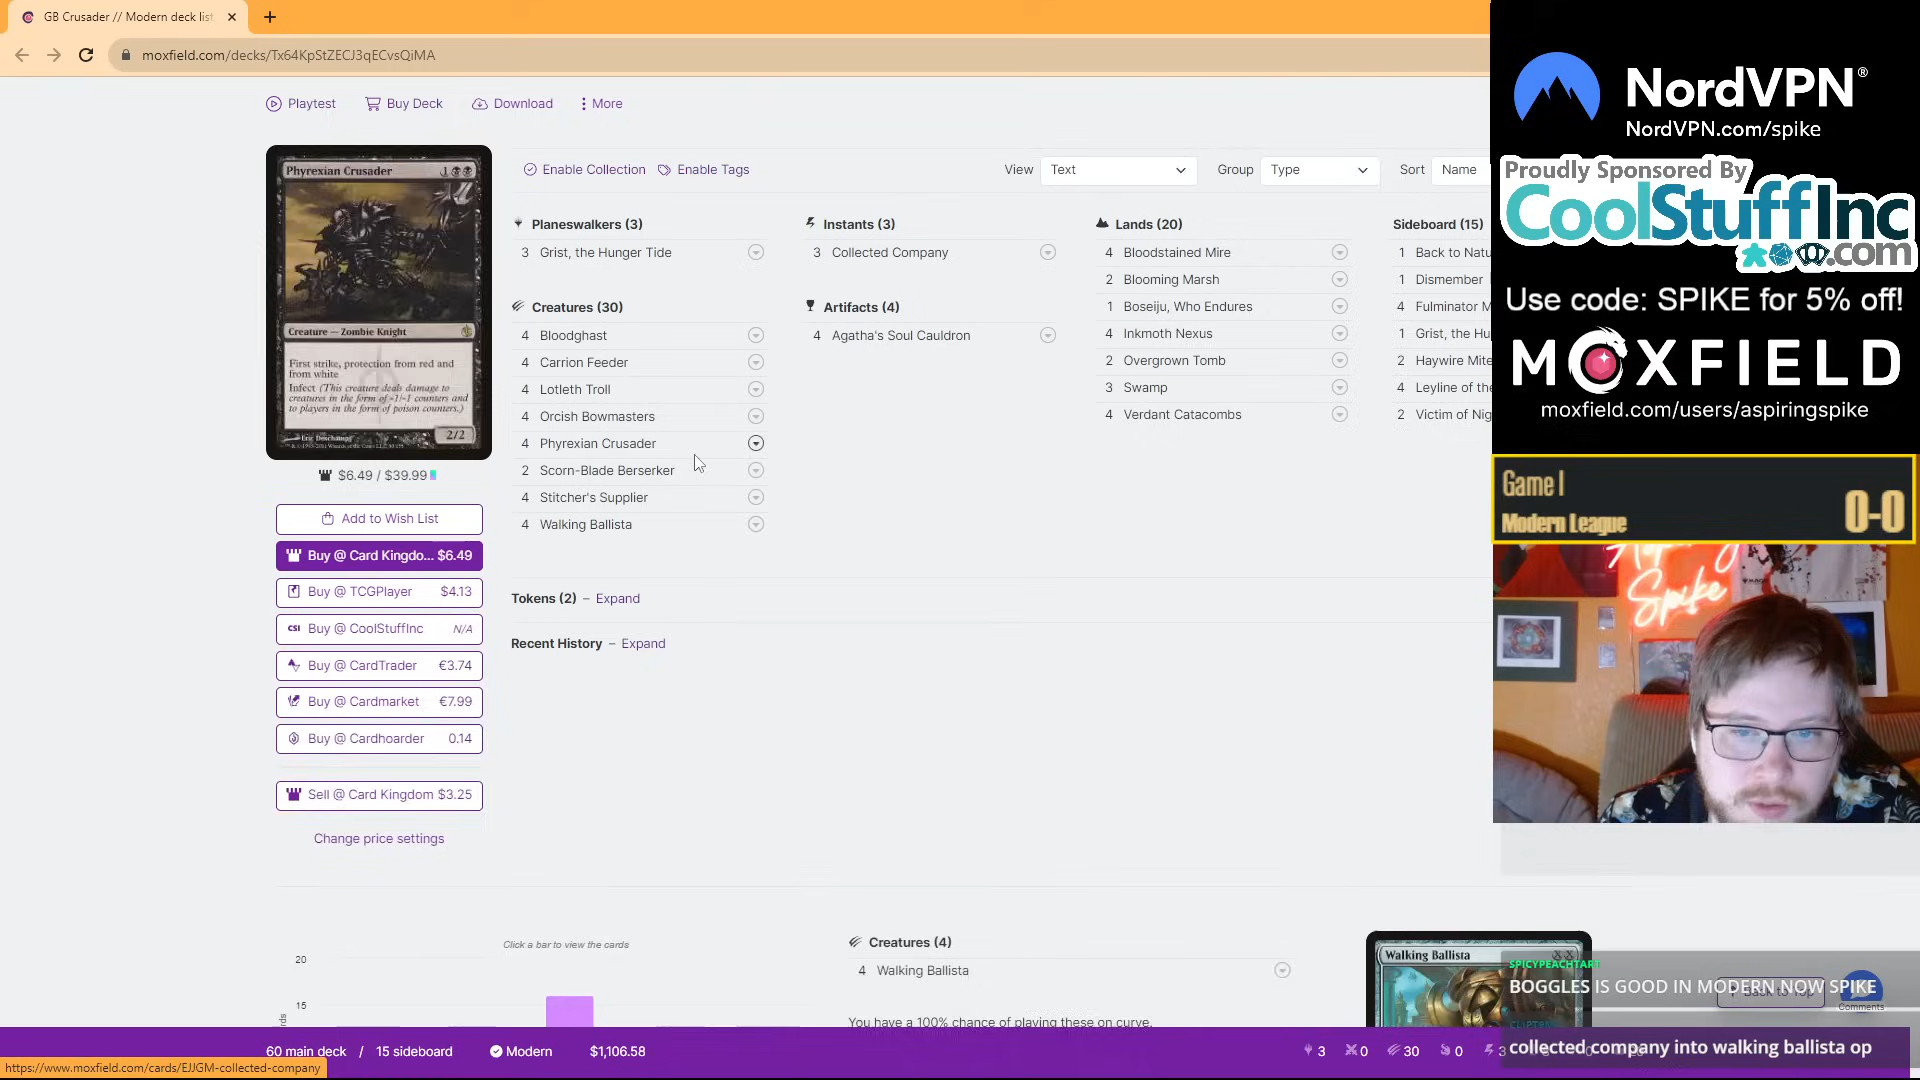 GB Crusader // Modern deck list
moxfield.com/decks/Tx64KpStZECJ3qECvsQiMA
Playtest
Buy Deck
Download
More
Phyrexian Crusader
Creature — Zombie Knight
First strike, protection from red and
from white
Infect (This creature deals damage to
creatures in the form of -1/-1 counters and
to players in the form of poison counters.)
2/2
$6.49 / $39.99
Add to Wish List
Buy @ Card Kingdo... $6.49
Buy @ TCGPlayer $4.13
CSI Buy @ CoolStuffInc N/A
Buy @ CardTrader €3.74
Buy @ Cardmarket €7.99
Buy @ Cardhoarder 0.14
Sell @ Card Kingdom $3.25
Change price settings
Enable Collection
Enable Tags
View Text
Group Type
Sort Name
Planeswalkers (3)
3 Grist, the Hunger Tide
Creatures (30)
4 Bloodghast
4 Carrion Feeder
4 Lotleth Troll
4 Orcish Bowmasters
4 Phyrexian Crusader
2 Scorn-Blade Berserker
4 Stitcher's Supplier
4 Walking Ballista
Instants (3)
3 Collected Company
Artifacts (4)
4 Agatha's Soul Cauldron
Lands (20)
4 Bloodstained Mire
2 Blooming Marsh
1 Boseiju, Who Endures
4 Inkmoth Nexus
2 Overgrown Tomb
3 Swamp
4 Verdant Catacombs
Sideboard (15)
1 Back to Natu
1 Dismember
4 Fulminator M
1 Grist, the Hu
2 Haywire Mite
4 Leyline of the
2 Victim of Nig
Tokens (2) – Expand
Recent History – Expand
Click a bar to view the cards
20
15
Creatures (4)
4 Walking Ballista
You have a 100% chance of playing these on curve.
Walking Ballista
Back to Top
Comments
60 main deck / 15 sideboard
Modern
$1,106.58
3
0
30
0
3
https://www.moxfield.com/cards/EJJGM-collected-company
NordVPN®
NordVPN.com/spike
Proudly Sponsored By
CoolStuffInc
.com
Use code: SPIKE for 5% off!
MOXFIELD
moxfield.com/users/aspiringspike
Game 1
Modern League
0-0
Spike
SPICYPEACHTART
BOGGLES IS GOOD IN MODERN NOW SPIKE
collected company into walking ballista op